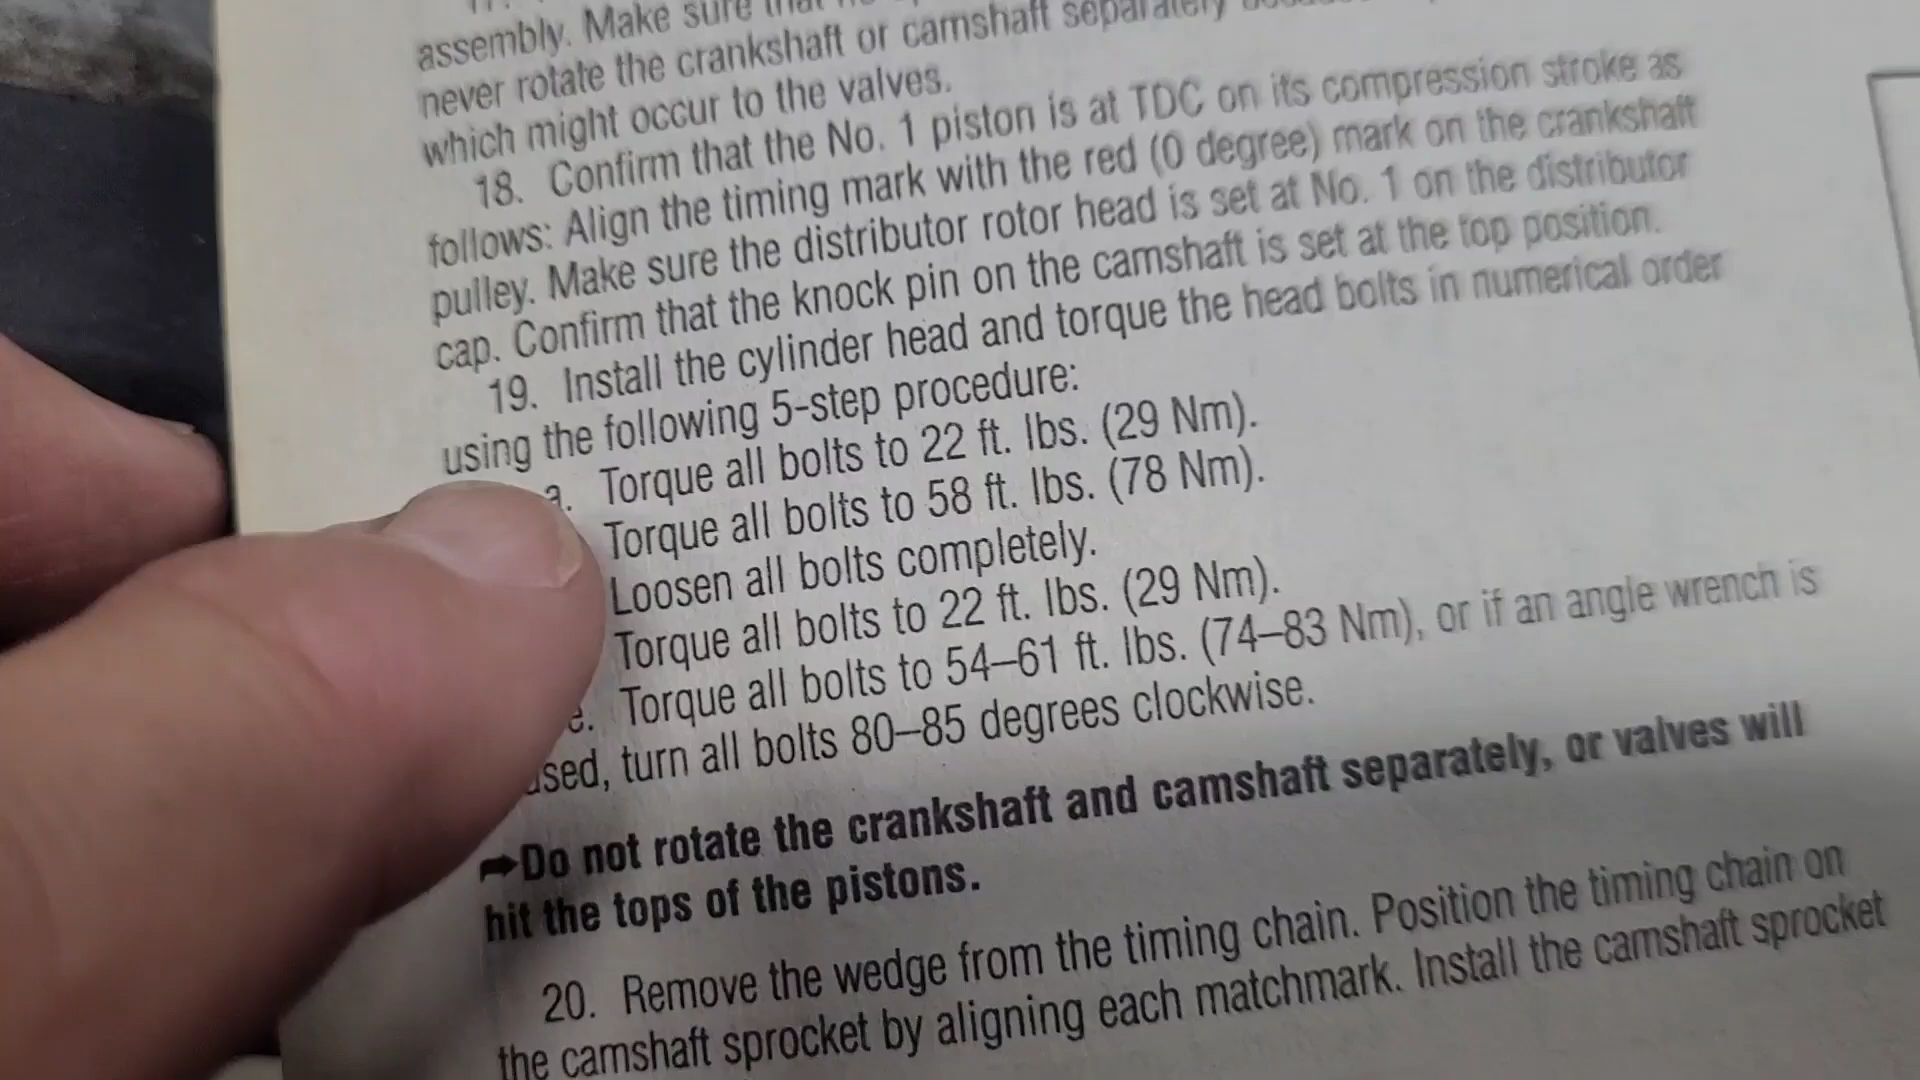 assembly. Make sure that no
never rotate the crankshaft or camshaft separately
which might occur to the valves.
18. Confirm that the No. 1 piston is at TDC on its compression stroke as
follows: Align the timing mark with the red (0 degree) mark on the crankshaft
pulley. Make sure the distributor rotor head is set at No. 1 on the distributor
cap. Confirm that the knock pin on the camshaft is set at the top position.
19. Install the cylinder head and torque the head bolts in numerical order
using the following 5-step procedure:
a. Torque all bolts to 22 ft. lbs. (29 Nm).
Torque all bolts to 58 ft. lbs. (78 Nm).
Loosen all bolts completely.
Torque all bolts to 22 ft. lbs. (29 Nm).
e. Torque all bolts to 54–61 ft. lbs. (74–83 Nm), or if an angle wrench is
used, turn all bolts 80–85 degrees clockwise.
➡Do not rotate the crankshaft and camshaft separately, or valves will
hit the tops of the pistons.
20. Remove the wedge from the timing chain. Position the timing chain on
the camshaft sprocket by aligning each matchmark. Install the camshaft sprocket